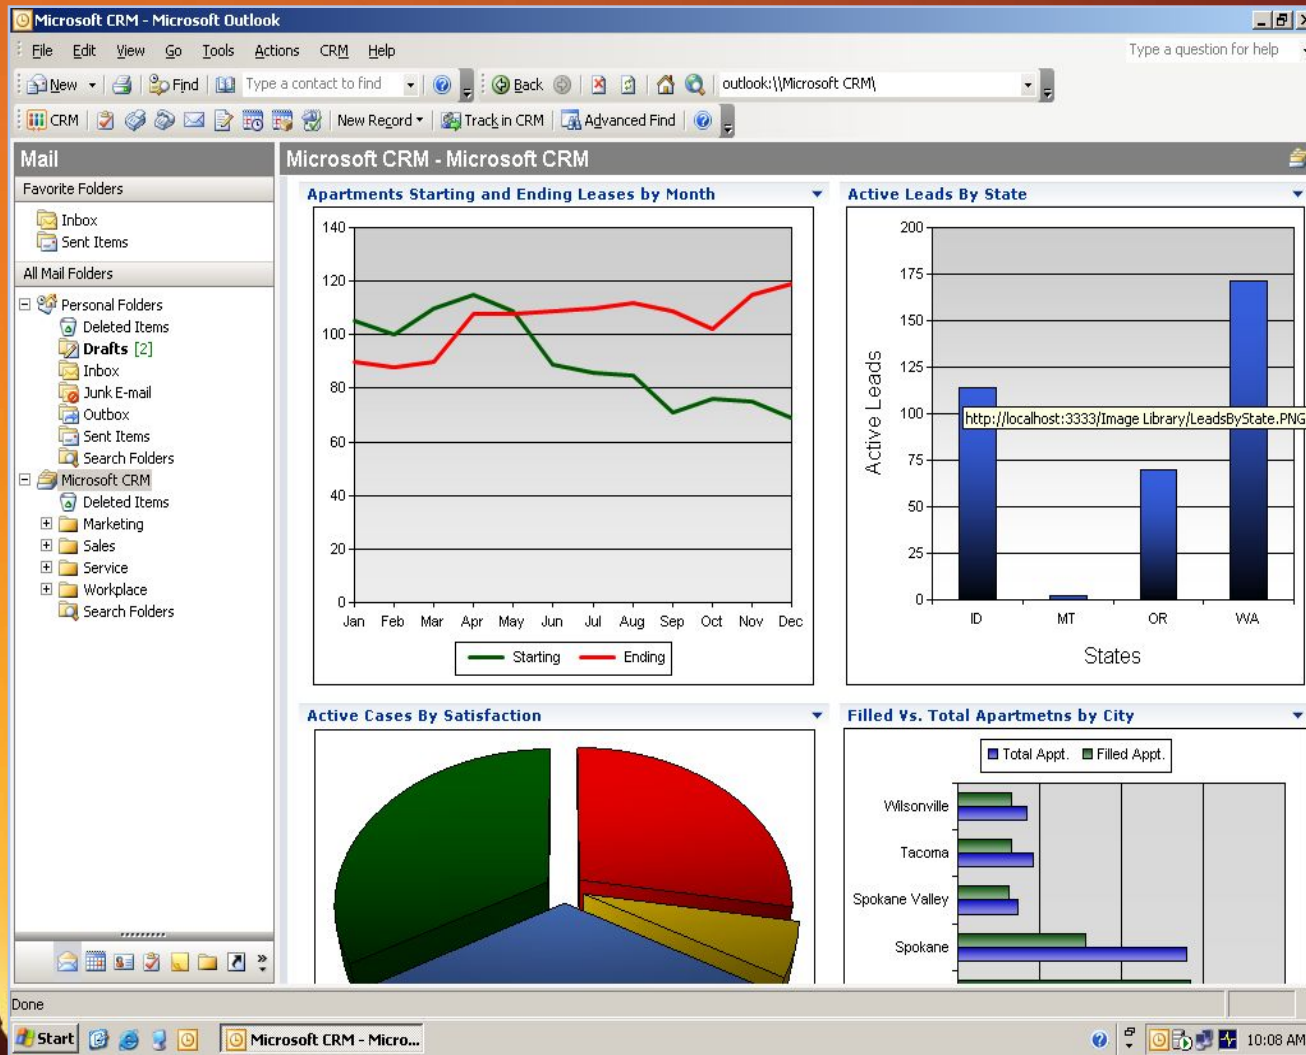 Microsoft CRM - Microsoft Outlook
File Edit View Go Tools Actions CRM Help
Type a question for help
New Find Type a contact to find Back outlook:\\Microsoft CRM\
CRM New Record Track in CRM Advanced Find
Mail
Favorite Folders
Inbox
Sent Items
All Mail Folders
Personal Folders
Deleted Items
Drafts [2]
Inbox
Junk E-mail
Outbox
Sent Items
Search Folders
Microsoft CRM
Deleted Items
Marketing
Sales
Service
Workplace
Search Folders
Microsoft CRM - Microsoft CRM
Apartments Starting and Ending Leases by Month
140
120
100
80
60
40
20
0
Jan Feb Mar Apr May Jun Jul Aug Sep Oct Nov Dec
Starting Ending
Active Leads By State
200
175
150
125
100
75
50
25
0
Active Leads
http://localhost:3333/Image Library/LeadsByState.PNG
ID MT OR WA
States
Active Cases By Satisfaction
Filled Vs. Total Apartmetns by City
Total Appt. Filled Appt.
Wilsonville
Tacoma
Spokane Valley
Spokane
Done
Start Microsoft CRM - Micro... 10:08 AM